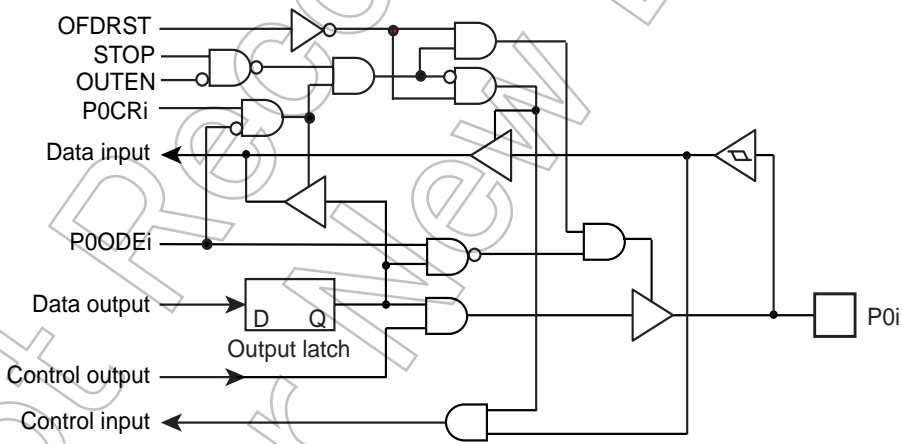 OFDRST
STOP
OUTEN
P0CRi
Data input
P0ODEi
Data output
D Q
Output latch
P0i
Control output
Control input